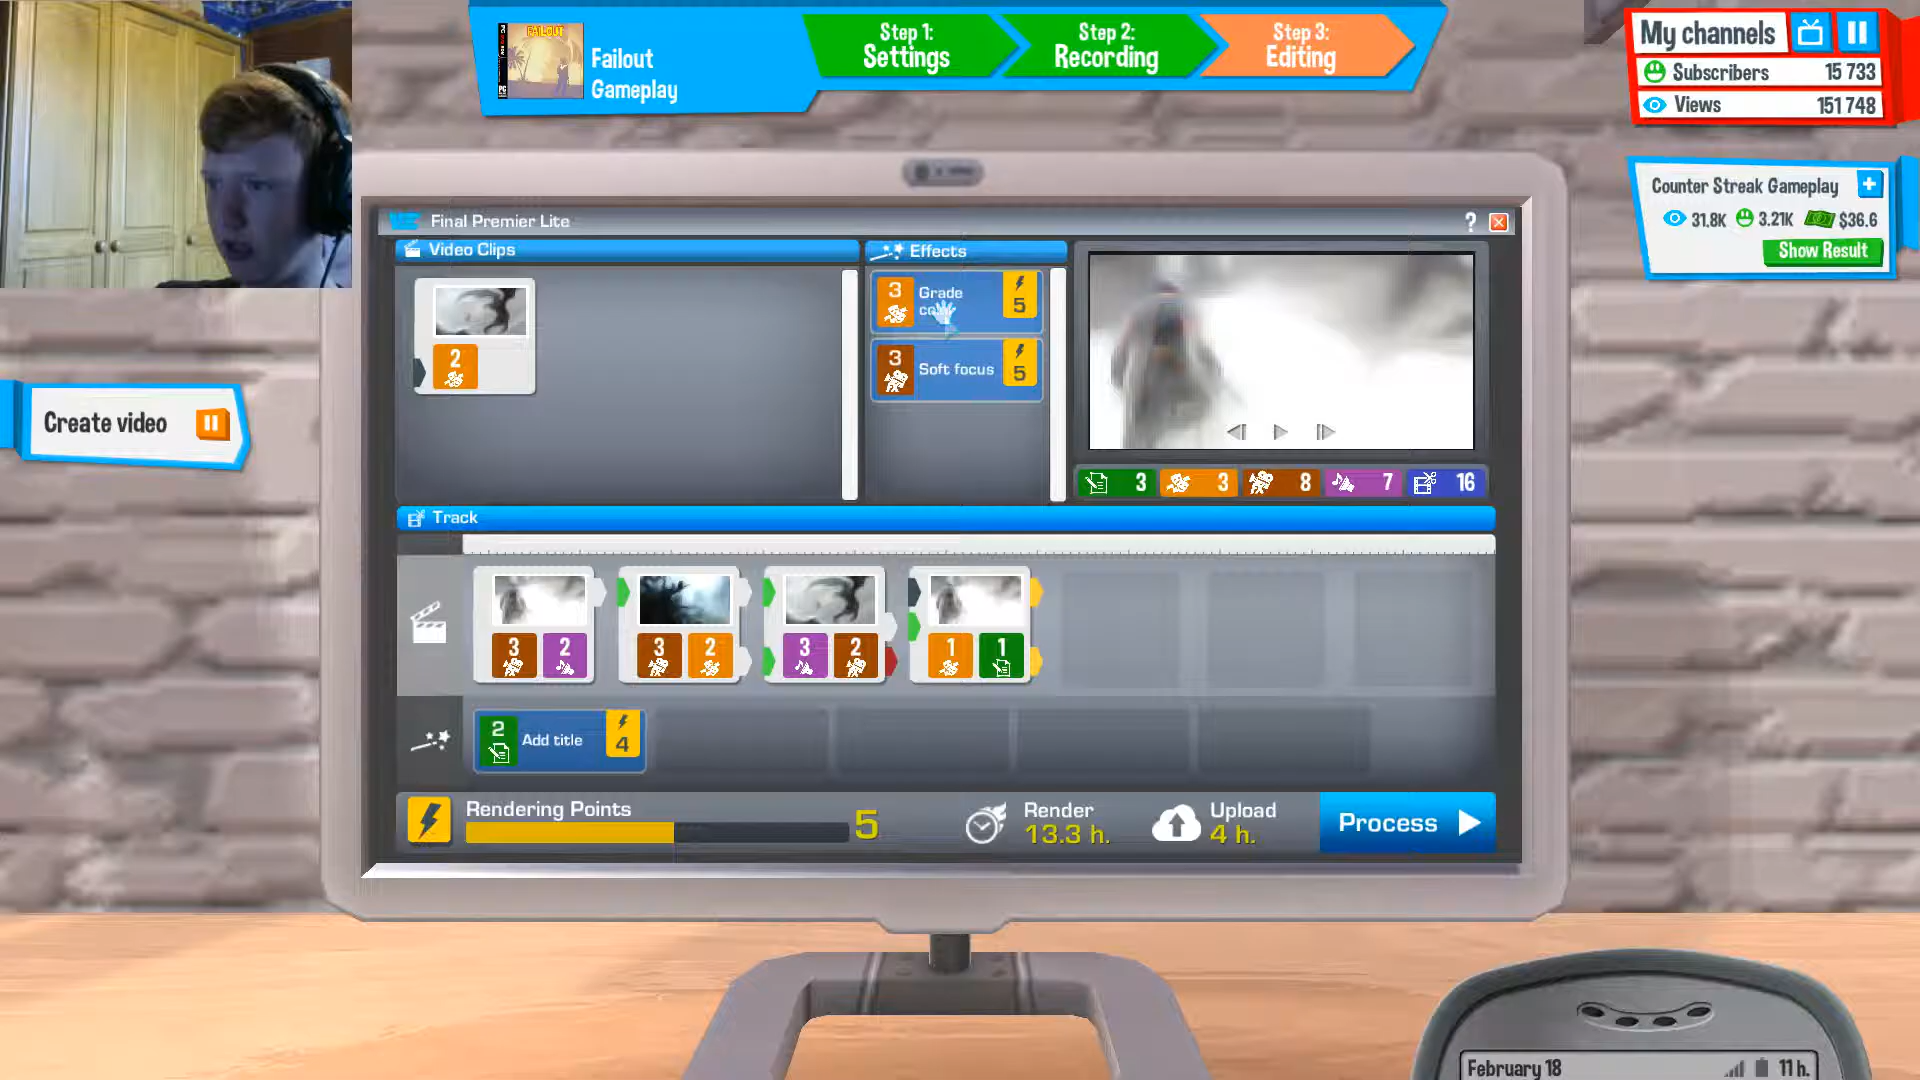 FAILOUT
Failout
Gameplay
Step 1:
Settings
Step 2:
Recording
Step 3:
Editing
My channels
Subscribers 15 733
Views 151 748
Counter Streak Gameplay
31.8K 3.21K $36.6
Show Result
Create video
Final Premier Lite ?
Video Clips
Effects
2
3 Grade 5
3 Soft focus 5
3 3 8 7 16
Track
3 2 3 2 3 2 1 1
2 Add title 4
Rendering Points 5
Render
13.3 h.
Upload
4 h.
Process
February 18 11 h.